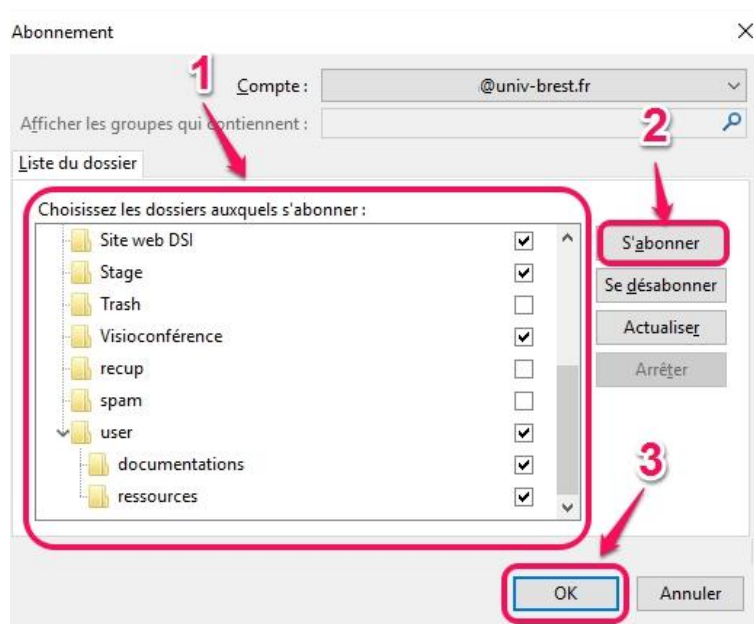 Abonnement
1
Compte :
@univ-brest.fr
Afficher les groupes qui contiennent :
2
Liste du dossier
Choisissez les dossiers auxquels s'abonner :
Site web DSI
S'abonner
Stage
Se désabonner
Trash
Visioconférence
Actualiser
recup
Arrêter
spam
user
documentations
3
ressources
OK
Annuler